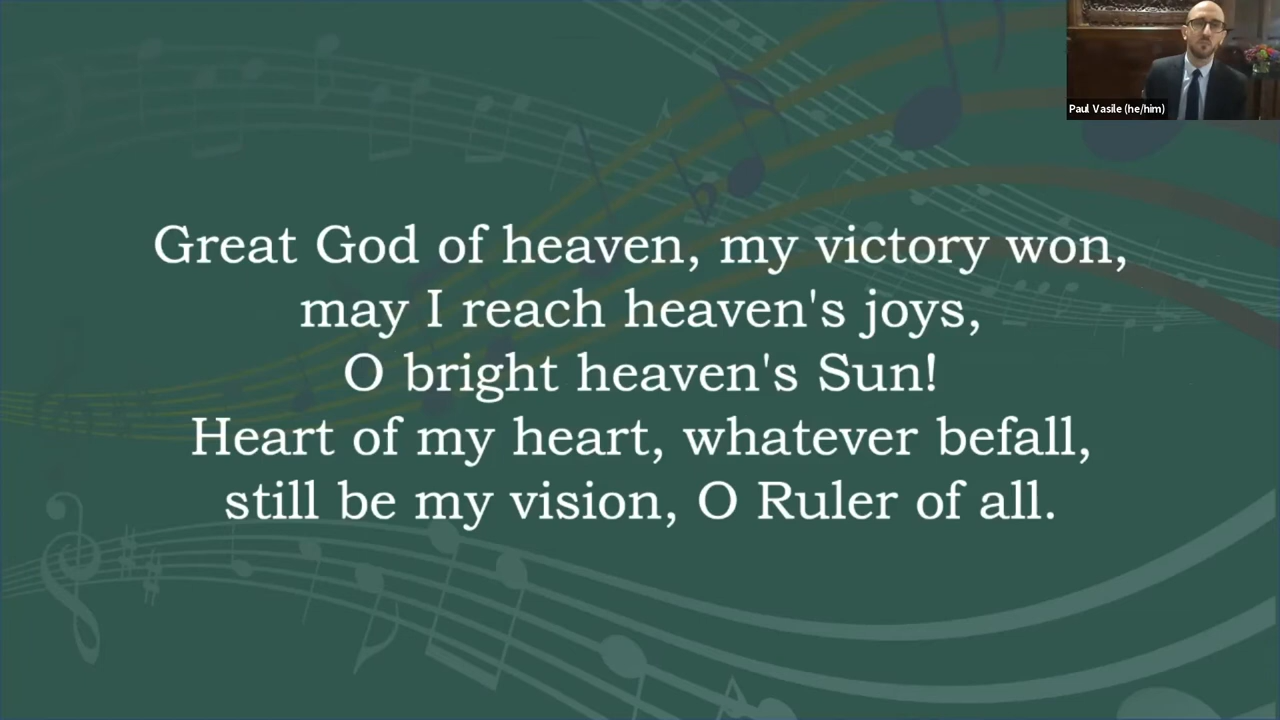 Paul Vasile (he/him)
Great God of heaven, my victory won,
may I reach heaven's joys,
O bright heaven's Sun!
Heart of my heart, whatever befall,
still be my vision, O Ruler of all.